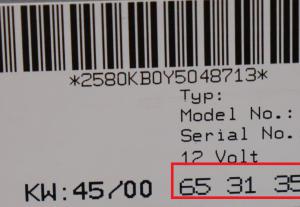 *2580KB0Y5048713*
Typ:
Model No.:
Serial No.
12 Volt
KW:45/00 65 31 35